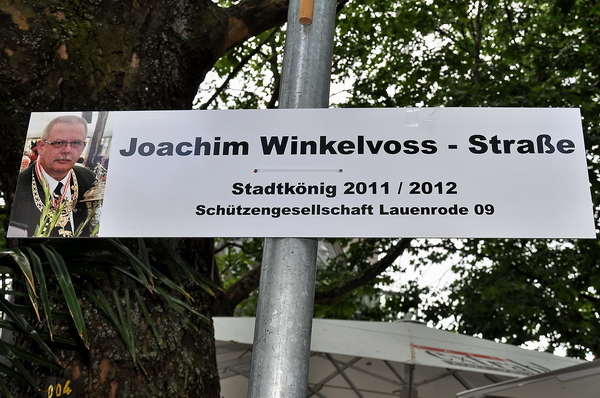 Joachim Winkelvoss - Straße
Stadtkönig 2011 / 2012
Schützengesellschaft Lauenrode 09